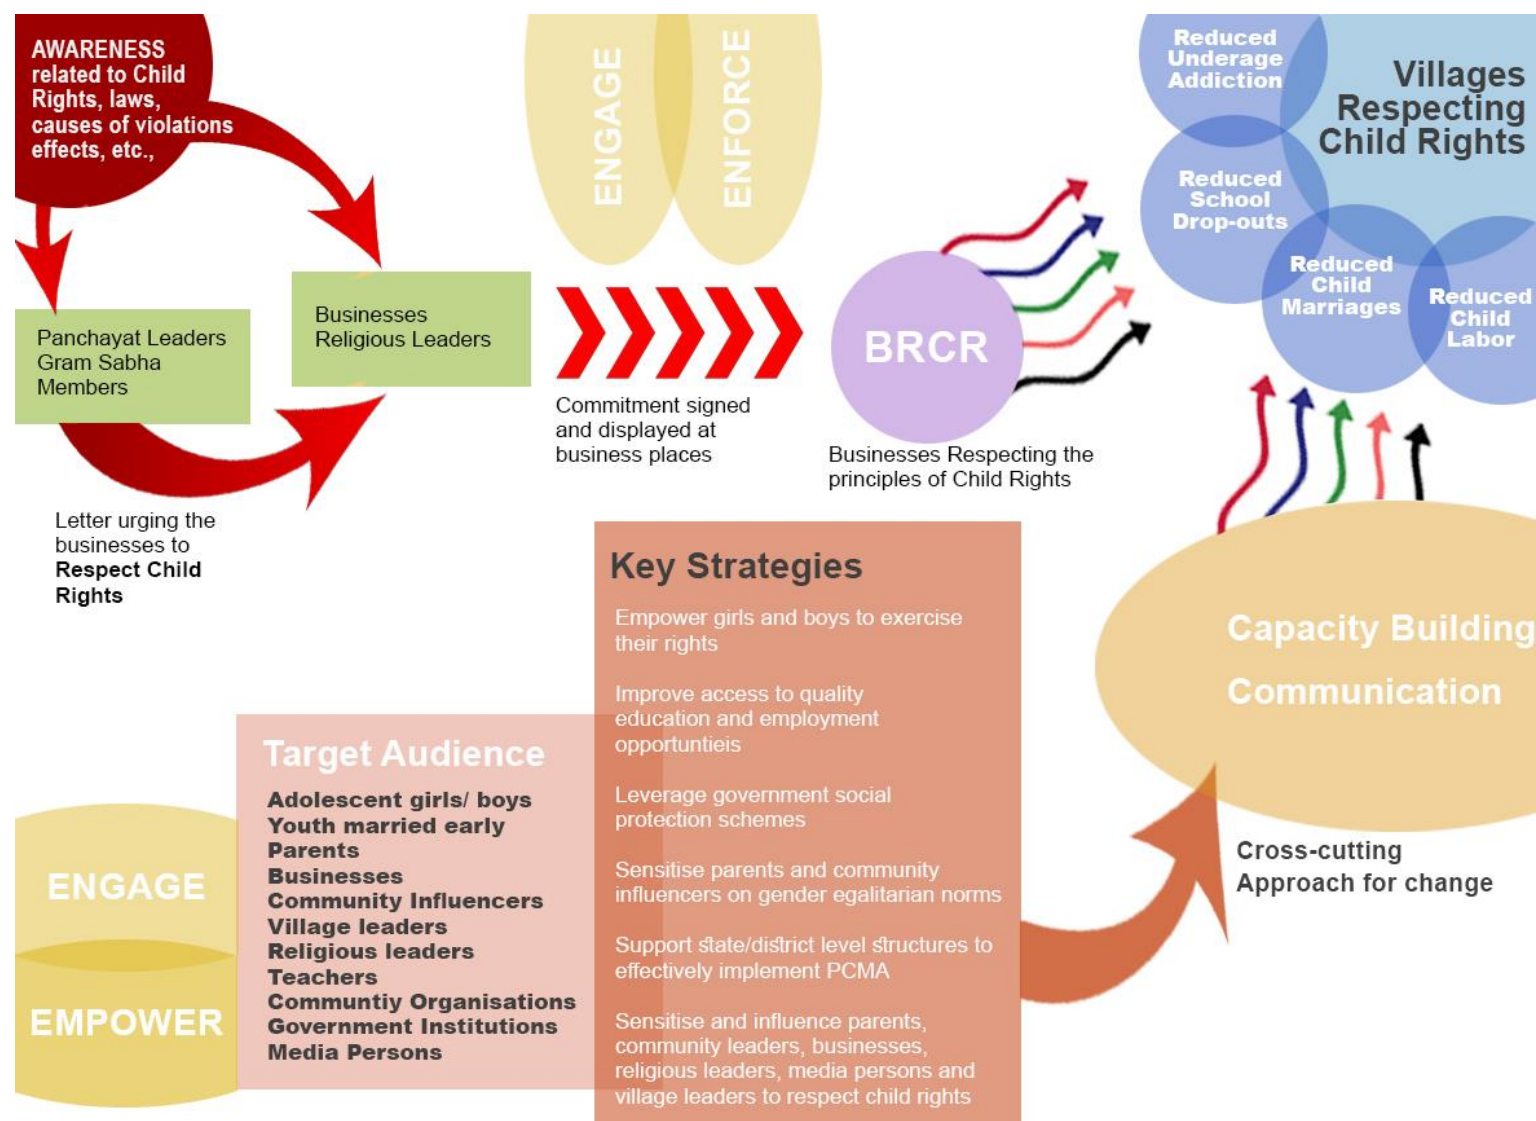 AWARENESS
related to Child
Rights, laws,
causes of violations
effects, etc.,
Panchayat Leaders
Gram Sabha
Members
Businesses
Religious Leaders
Letter urging the
businesses to
Respect Child
Rights
ENGAGE
ENFORCE
Commitment signed
and displayed at
business places
BRCR
Businesses Respecting the
principles of Child Rights
Reduced
Underage
Addiction
Villages
Respecting
Child Rights
Reduced
School
Drop-outs
Reduced
Child
Marriages
Reduced
Child
Labor
ENGAGE
EMPOWER
Target Audience
Adolescent girls/ boys
Youth married early
Parents
Businesses
Community Influencers
Village leaders
Religious leaders
Teachers
Communtiy Organisations
Government Institutions
Media Persons
Key Strategies
Empower girls and boys to exercise
their rights
Improve access to quality
education and employment
opportuntieis
Leverage government social
protection schemes
Sensitise parents and community
influencers on gender egalitarian norms
Support state/district level structures to
effectively implement PCMA
Sensitise and influence parents,
community leaders, businesses,
religious leaders, media persons and
village leaders to respect child rights
Capacity Building
Communication
Cross-cutting
Approach for change